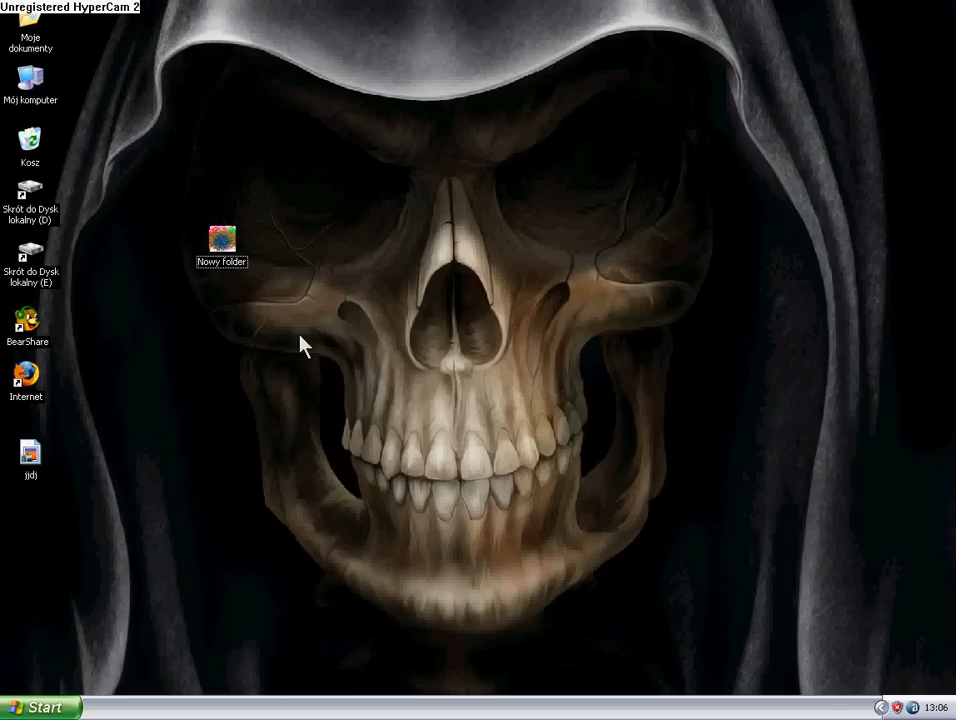 Unregistered HyperCam 2
Moje
dokumenty
Mój komputer
Kosz
Skrót do Dysk
lokalny (D)
Skrót do Dysk
lokalny (E)
BearShare
Internet
jjdj
Nowy folder
Start
13:06